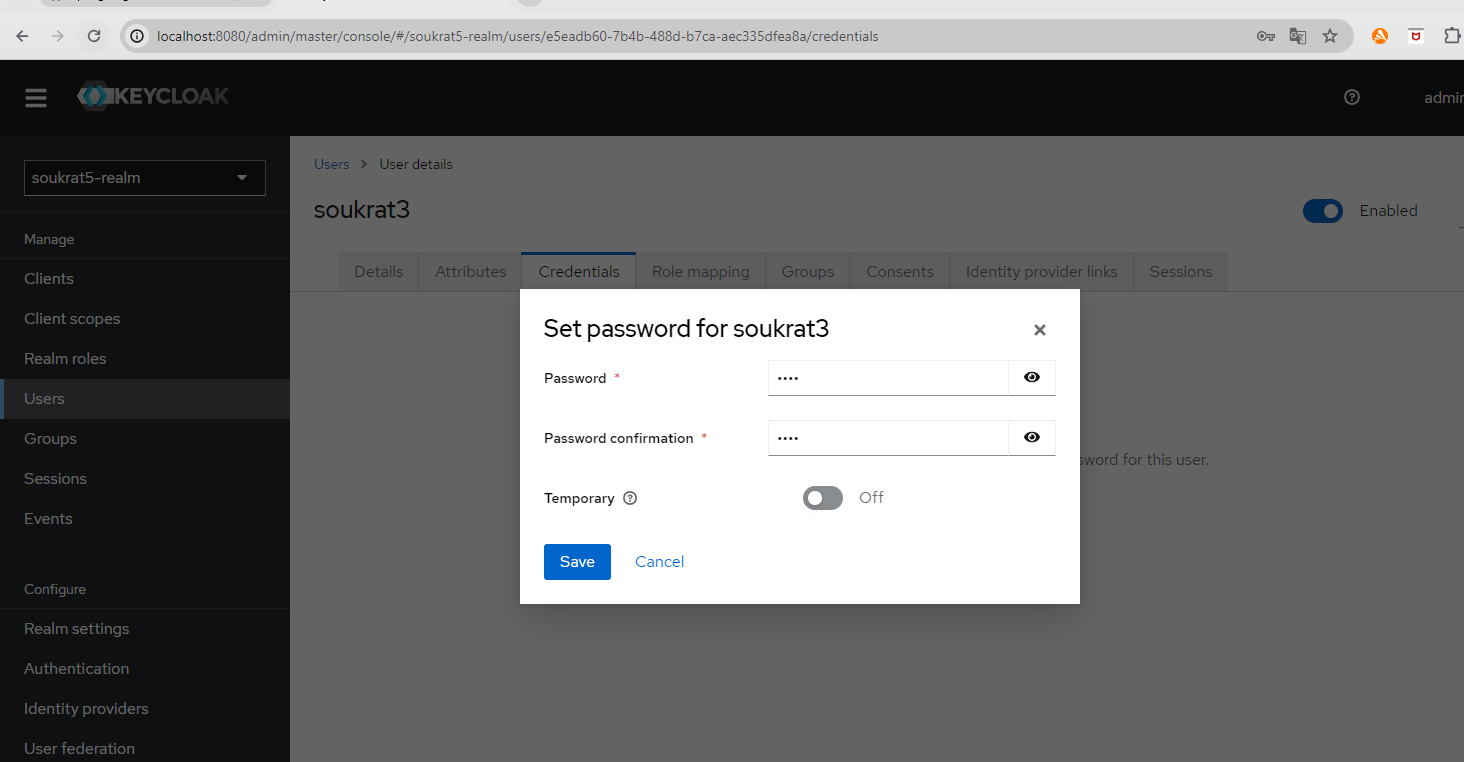 localhost:8080/admin/master/console/#/soukrat5-realm/users/e5eadb60-7b4b-488d-b7ca-aec335dfea8a/credentials
KEYCLOAK
admin
soukrat5-realm
Manage
Clients
Client scopes
Realm roles
Users
Groups
Sessions
Events
Configure
Realm settings
Authentication
Identity providers
User federation
Users > User details
soukrat3
Enabled
Details Attributes Credentials Role mapping Groups Consents Identity provider links Sessions
for this user.
Set password for soukrat3
Password *
••••
Password confirmation *
••••
Temporary
Off
Save Cancel